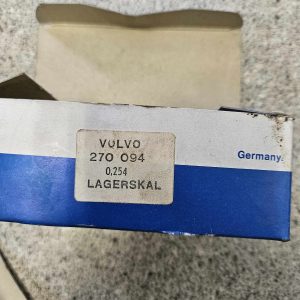 VOLVO
270 094
0,254
LAGERSKAL
Germany.